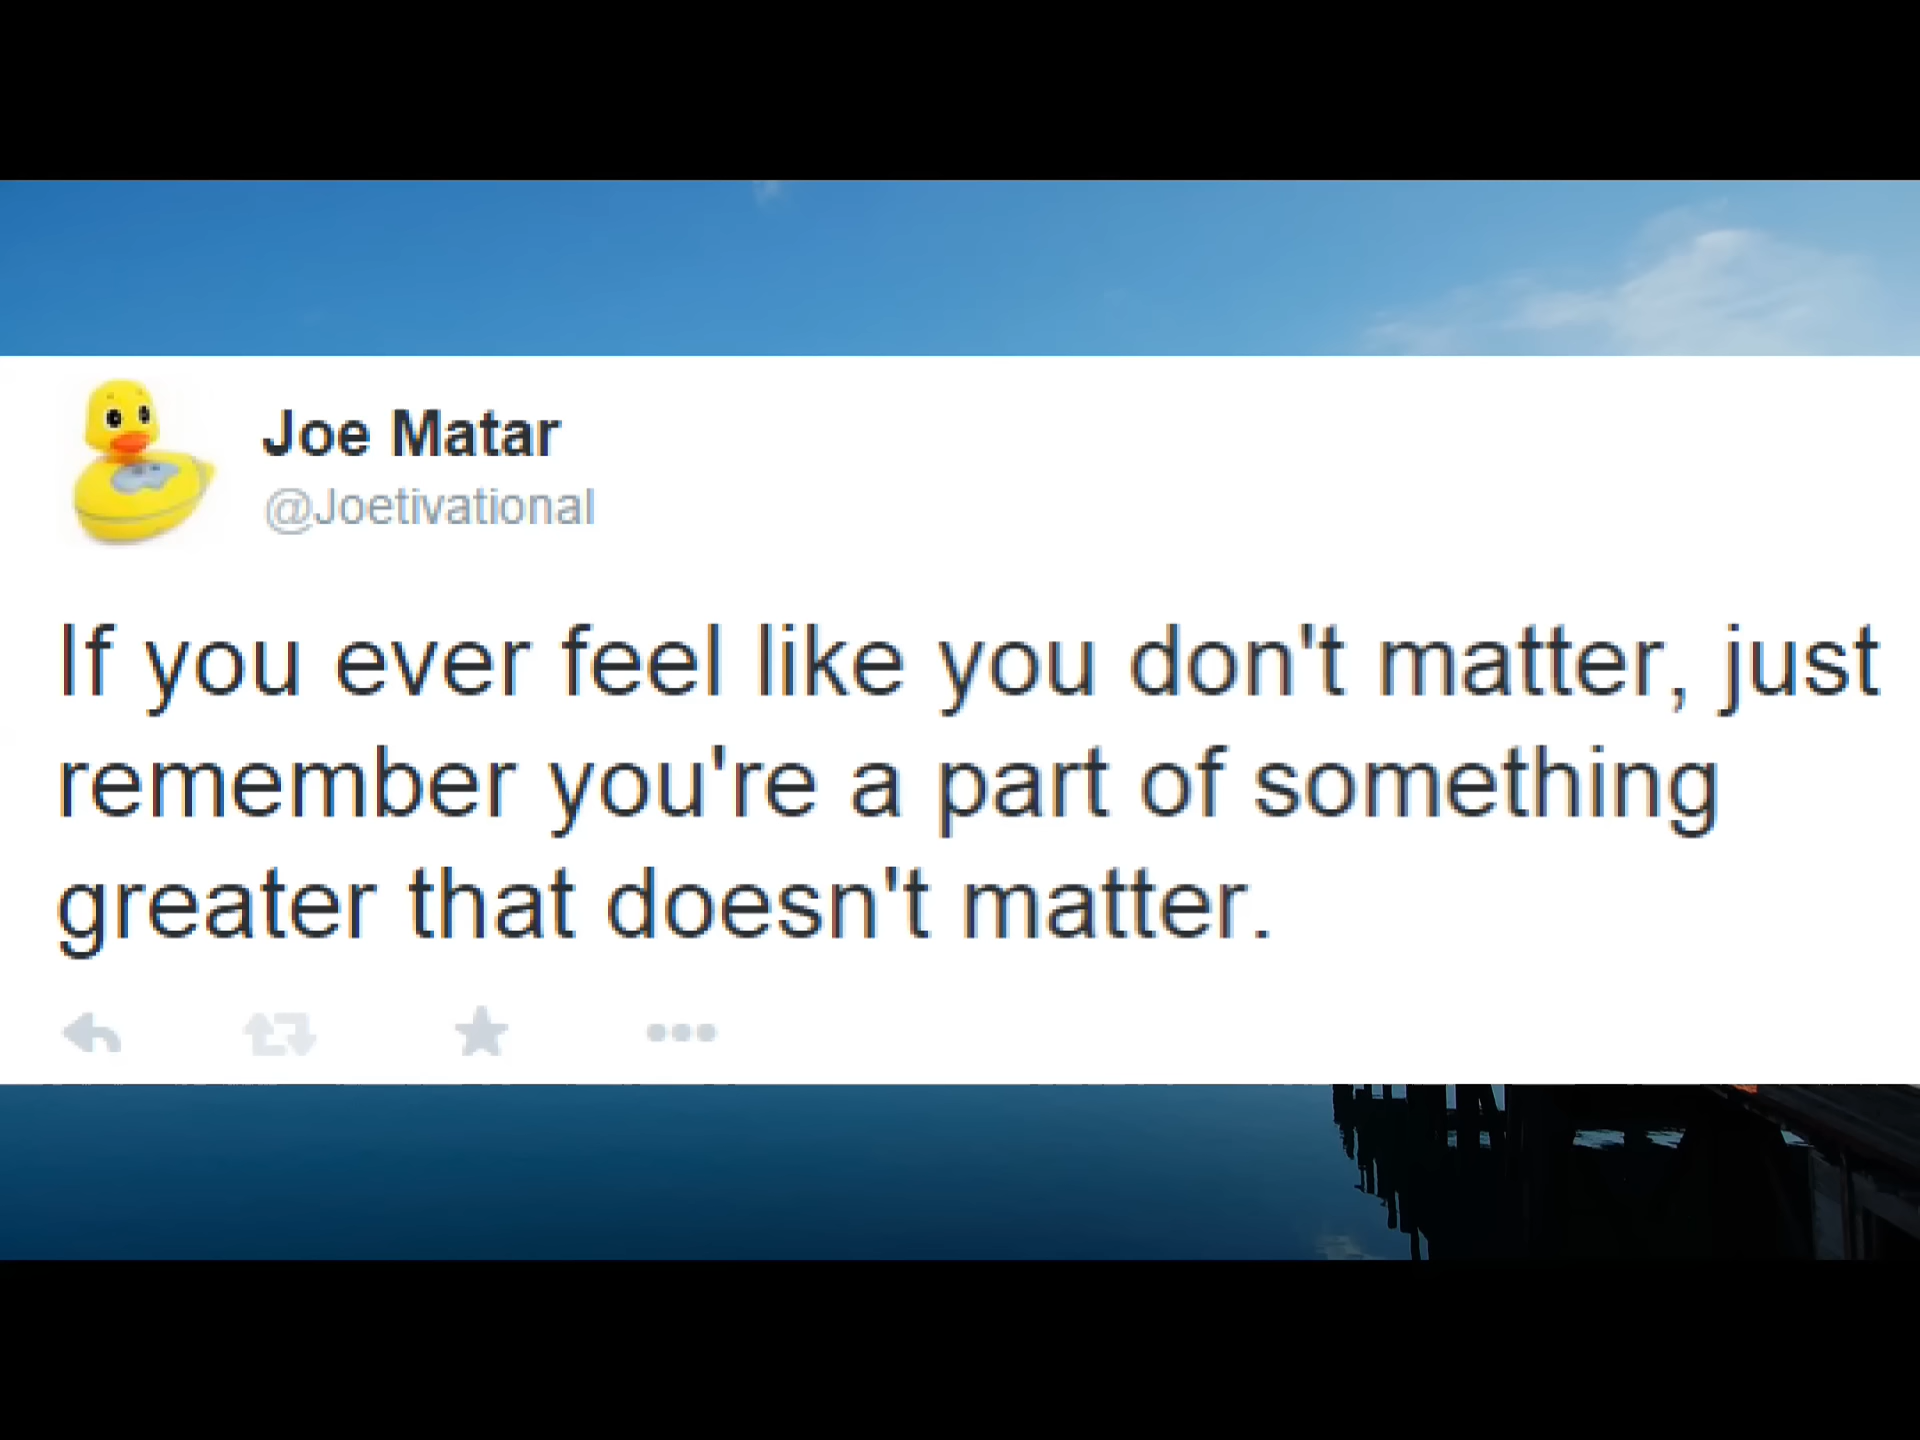 Joe Matar
@Joetivational
If you ever feel like you don't matter, just
remember you're a part of something
greater that doesn't matter.